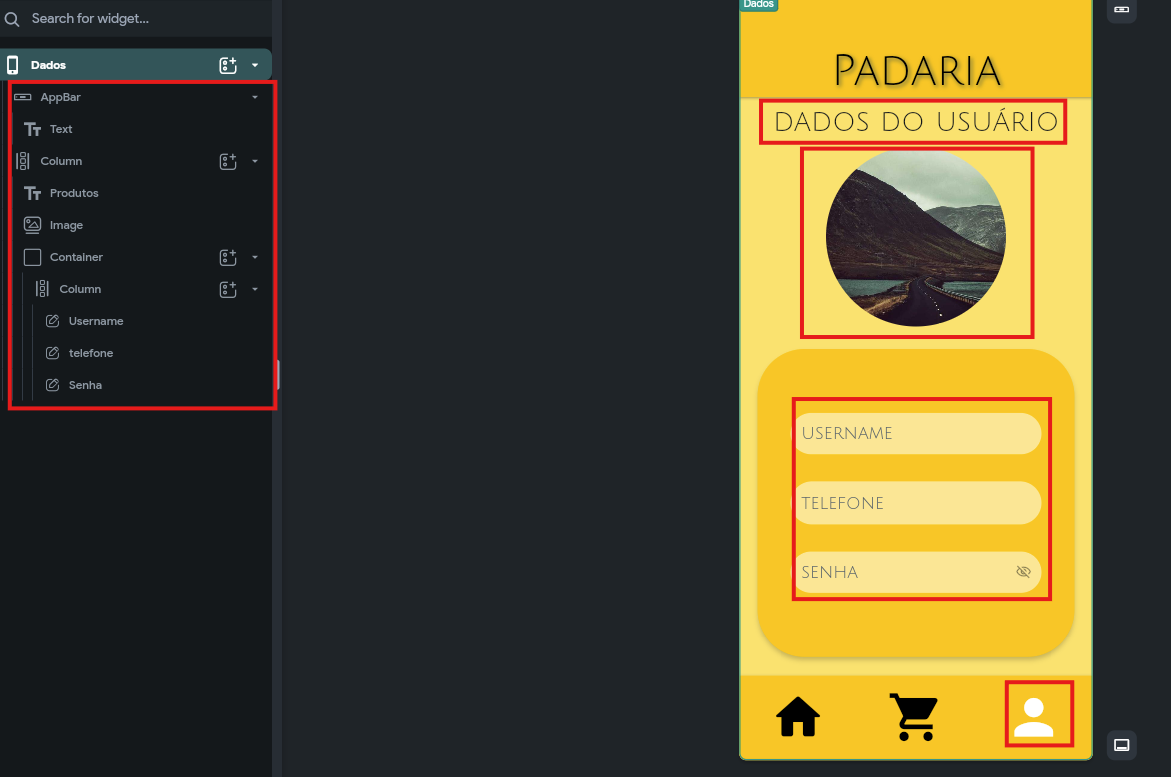 Search for widget...
Dados
AppBar
Text
Column
Produtos
Image
Container
Column
Username
telefone
Senha
Dados
PADARIA
DADOS DO USUÁRIO
USERNAME
TELEFONE
SENHA